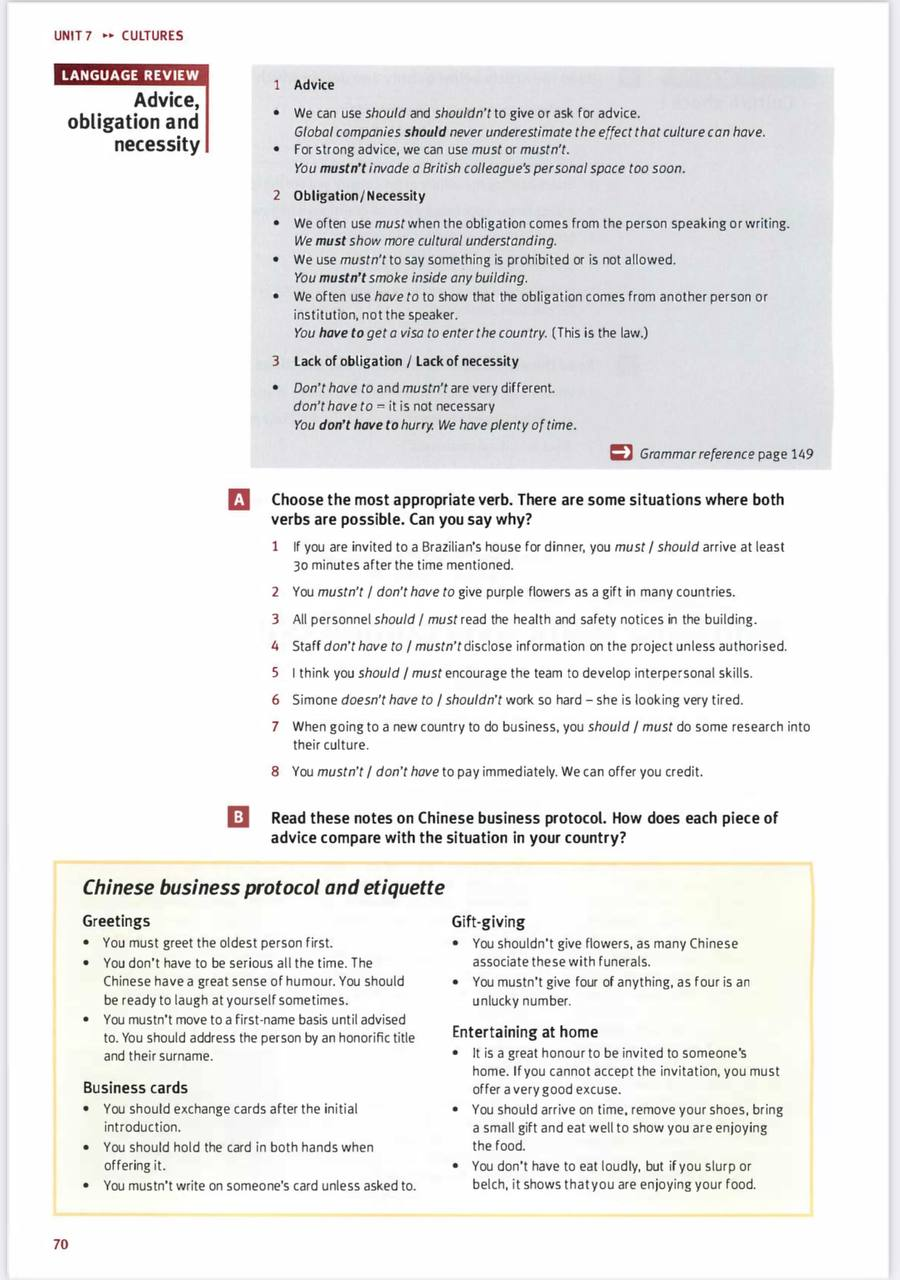 UNIT 7 ▸▸ CULTURES
LANGUAGE REVIEW
Advice,
obligation and
necessity
1 Advice
• We can use should and shouldn't to give or ask for advice.
Global companies should never underestimate the effect that culture can have.
• For strong advice, we can use must or mustn't.
You mustn't invade a British colleague's personal space too soon.
2 Obligation / Necessity
• We often use must when the obligation comes from the person speaking or writing.
We must show more cultural understanding.
• We use mustn't to say something is prohibited or is not allowed.
You mustn't smoke inside any building.
• We often use have to to show that the obligation comes from another person or
institution, not the speaker.
You have to get a visa to enter the country. (This is the law.)
3 Lack of obligation / Lack of necessity
• Don't have to and mustn't are very different.
don't have to = it is not necessary
You don't have to hurry. We have plenty of time.
Grammar reference page 149
A Choose the most appropriate verb. There are some situations where both
verbs are possible. Can you say why?
1 If you are invited to a Brazilian's house for dinner, you must / should arrive at least
30 minutes after the time mentioned.
2 You mustn't / don't have to give purple flowers as a gift in many countries.
3 All personnel should / must read the health and safety notices in the building.
4 Staff don't have to / mustn't disclose information on the project unless authorised.
5 I think you should / must encourage the team to develop interpersonal skills.
6 Simone doesn't have to / shouldn't work so hard – she is looking very tired.
7 When going to a new country to do business, you should / must do some research into
their culture.
8 You mustn't / don't have to pay immediately. We can offer you credit.
B Read these notes on Chinese business protocol. How does each piece of
advice compare with the situation in your country?
Chinese business protocol and etiquette
Greetings
• You must greet the oldest person first.
• You don't have to be serious all the time. The
Chinese have a great sense of humour. You should
be ready to laugh at yourself sometimes.
• You mustn't move to a first-name basis until advised
to. You should address the person by an honorific title
and their surname.
Business cards
• You should exchange cards after the initial
introduction.
• You should hold the card in both hands when
offering it.
• You mustn't write on someone's card unless asked to.
Gift-giving
• You shouldn't give flowers, as many Chinese
associate these with funerals.
• You mustn't give four of anything, as four is an
unlucky number.
Entertaining at home
• It is a great honour to be invited to someone's
home. If you cannot accept the invitation, you must
offer a very good excuse.
• You should arrive on time, remove your shoes, bring
a small gift and eat well to show you are enjoying
the food.
• You don't have to eat loudly, but if you slurp or
belch, it shows that you are enjoying your food.
70